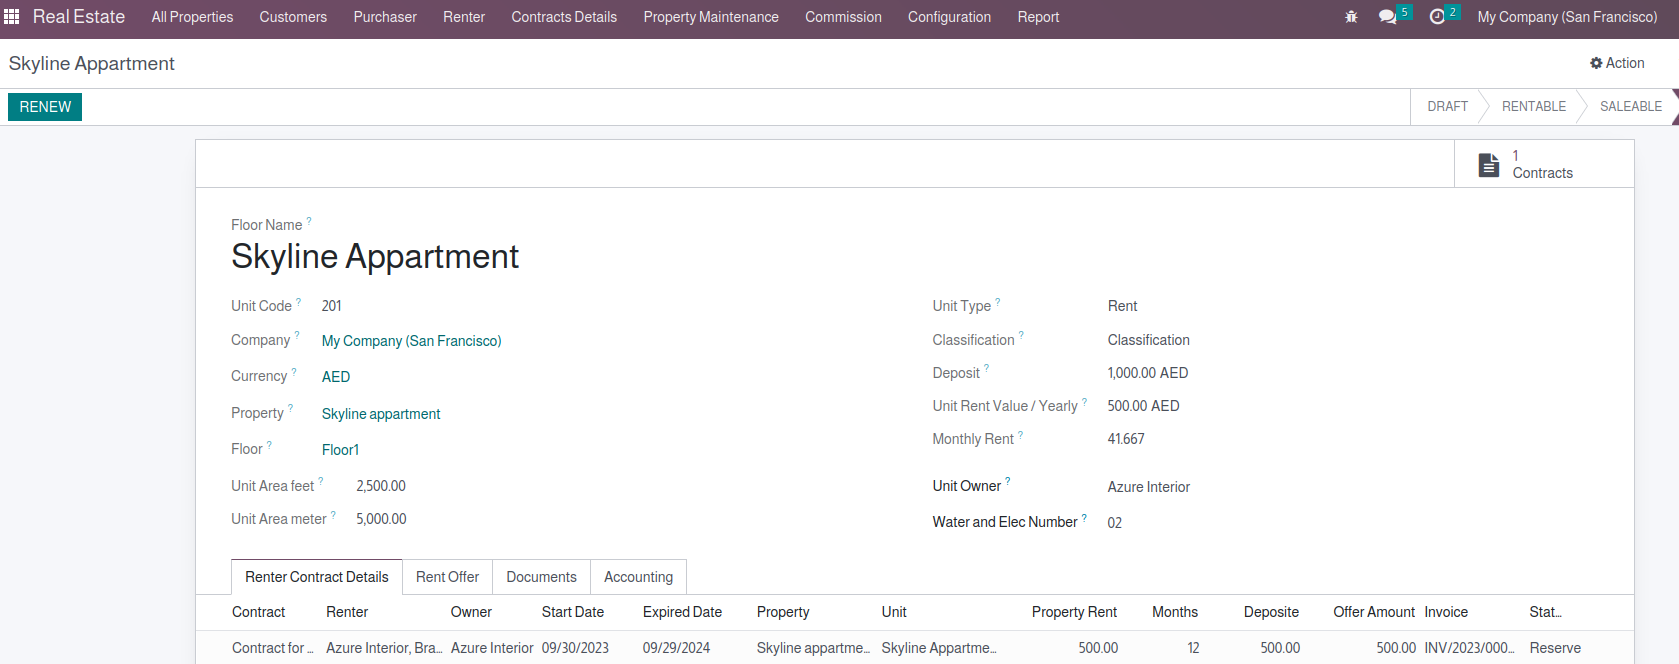 Real Estate All Properties Customers Purchaser Renter Contracts Details Property Maintenance Commission Configuration Report 5 2 My Company (San Francisco)
Skyline Appartment Action
RENEW DRAFT RENTABLE SALEABLE
1
Contracts
Floor Name ?
Skyline Appartment
Unit Code ? 201 Unit Type ? Rent
Company ? My Company (San Francisco) Classification ? Classification
Currency ? AED Deposit ? 1,000.00 AED
Property ? Skyline appartment Unit Rent Value / Yearly ? 500.00 AED
Floor ? Floor1 Monthly Rent ? 41.667
Unit Area feet ? 2,500.00 Unit Owner ? Azure Interior
Unit Area meter ? 5,000.00 Water and Elec Number ? 02
Renter Contract Details Rent Offer Documents Accounting
Contract Renter Owner Start Date Expired Date Property Unit Property Rent Months Deposite Offer Amount Invoice Stat...
Contract for ... Azure Interior, Bra... Azure Interior 09/30/2023 09/29/2024 Skyline appartme... Skyline Appartme... 500.00 12 500.00 500.00 INV/2023/000... Reserve